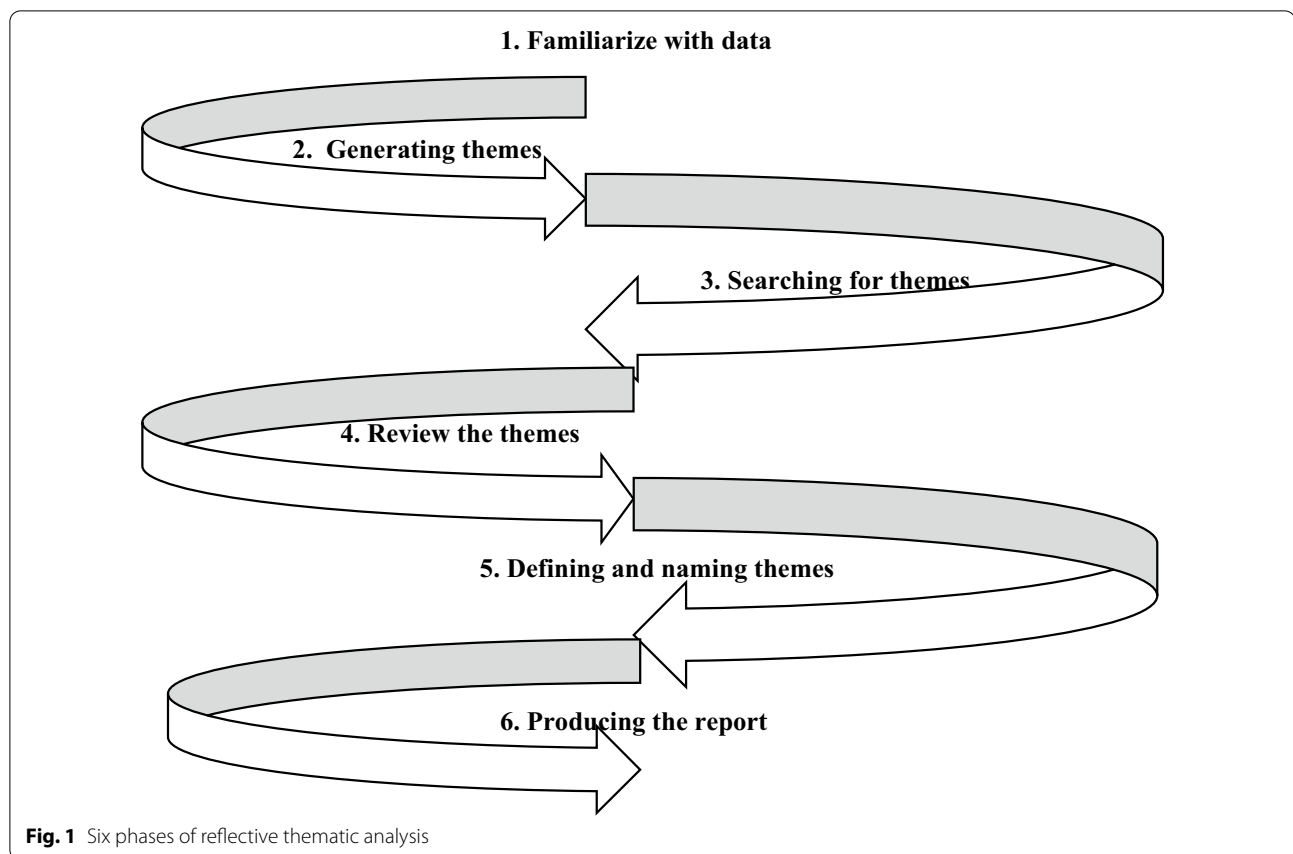 1. Familiarize with data
2. Generating themes
3. Searching for themes
4. Review the themes
5. Defining and naming themes
6. Producing the report
Fig. 1 Six phases of reflective thematic analysis